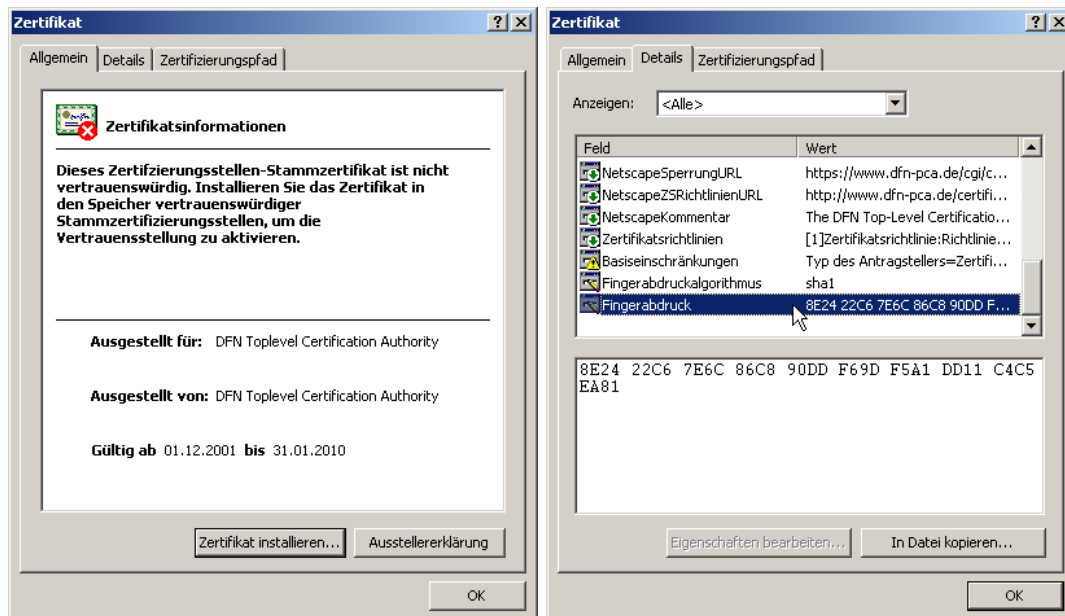 Zertifikat
Allgemein Details Zertifizierungspfad
Zertifikatsinformationen
Dieses Zertifzierungsstellen-Stammzertifikat ist nicht
vertrauenswürdig. Installieren Sie das Zertifikat in
den Speicher vertrauenswürdiger
Stammzertifizierungsstellen, um die
Vertrauensstellung zu aktivieren.
Ausgestellt für: DFN Toplevel Certification Authority
Ausgestellt von: DFN Toplevel Certification Authority
Gültig ab 01.12.2001 bis 31.01.2010
Zertifikat installieren... Ausstellererklärung
OK
Zertifikat
Allgemein Details Zertifizierungspfad
Anzeigen: <Alle>
Feld Wert
NetscapeSperrungURL https://www.dfn-pca.de/cgi/c...
NetscapeZSRichtlinienURL http://www.dfn-pca.de/certifi...
NetscapeKommentar The DFN Top-Level Certificatio...
Zertifikatsrichtlinien [1]Zertifikatsrichtlinie:Richtlinie...
Basiseinschränkungen Typ des Antragstellers=Zertifi...
Fingerabdruckalgorithmus sha1
Fingerabdruck 8E24 22C6 7E6C 86C8 90DD F...
8E24 22C6 7E6C 86C8 90DD F69D F5A1 DD11 C4C5
EA81
Eigenschaften bearbeiten... In Datei kopieren...
OK